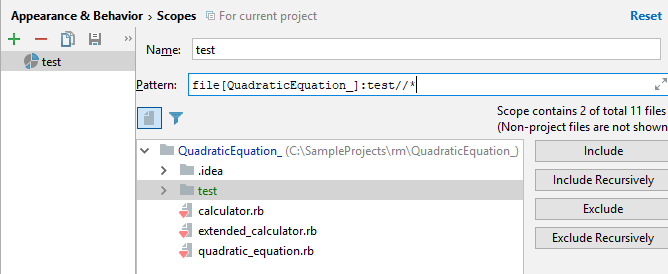 Appearance & Behavior › Scopes For current project Reset
Name: test
test
Pattern: file[QuadraticEquation_]:test//*
Scope contains 2 of total 11 files
(Non-project files are not shown
QuadraticEquation_ (C:\SampleProjects\rm\QuadraticEquation_)
.idea
test
calculator.rb
extended_calculator.rb
quadratic_equation.rb
Include
Include Recursively
Exclude
Exclude Recursively